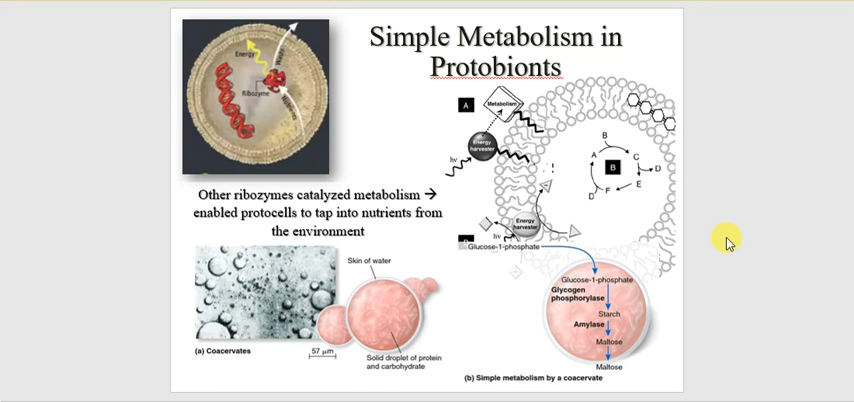 Simple Metabolism in
Protobionts
Energy
Waste
Ribozyme
Nutrients
Other ribozymes catalyzed metabolism →
enabled protocells to tap into nutrients from
the environment
A
Metabolism
Energy
harvester
hν
B
A
B
C
D
E
F
D
Energy
harvester
hν
Glucose-1-phosphate
Glucose-1-phosphate
Glycogen
phosphorylase
Starch
Amylase
Maltose
Maltose
(b) Simple metabolism by a coacervate
Skin of water
(a) Coacervates
57 μm
Solid droplet of protein
and carbohydrate